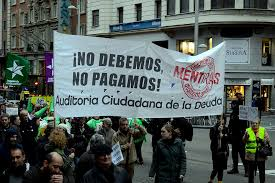 ¡NO DEBEMOS,
NO PAGAMOS!
MENTIRAS
Auditoría Ciudadana de la Deuda